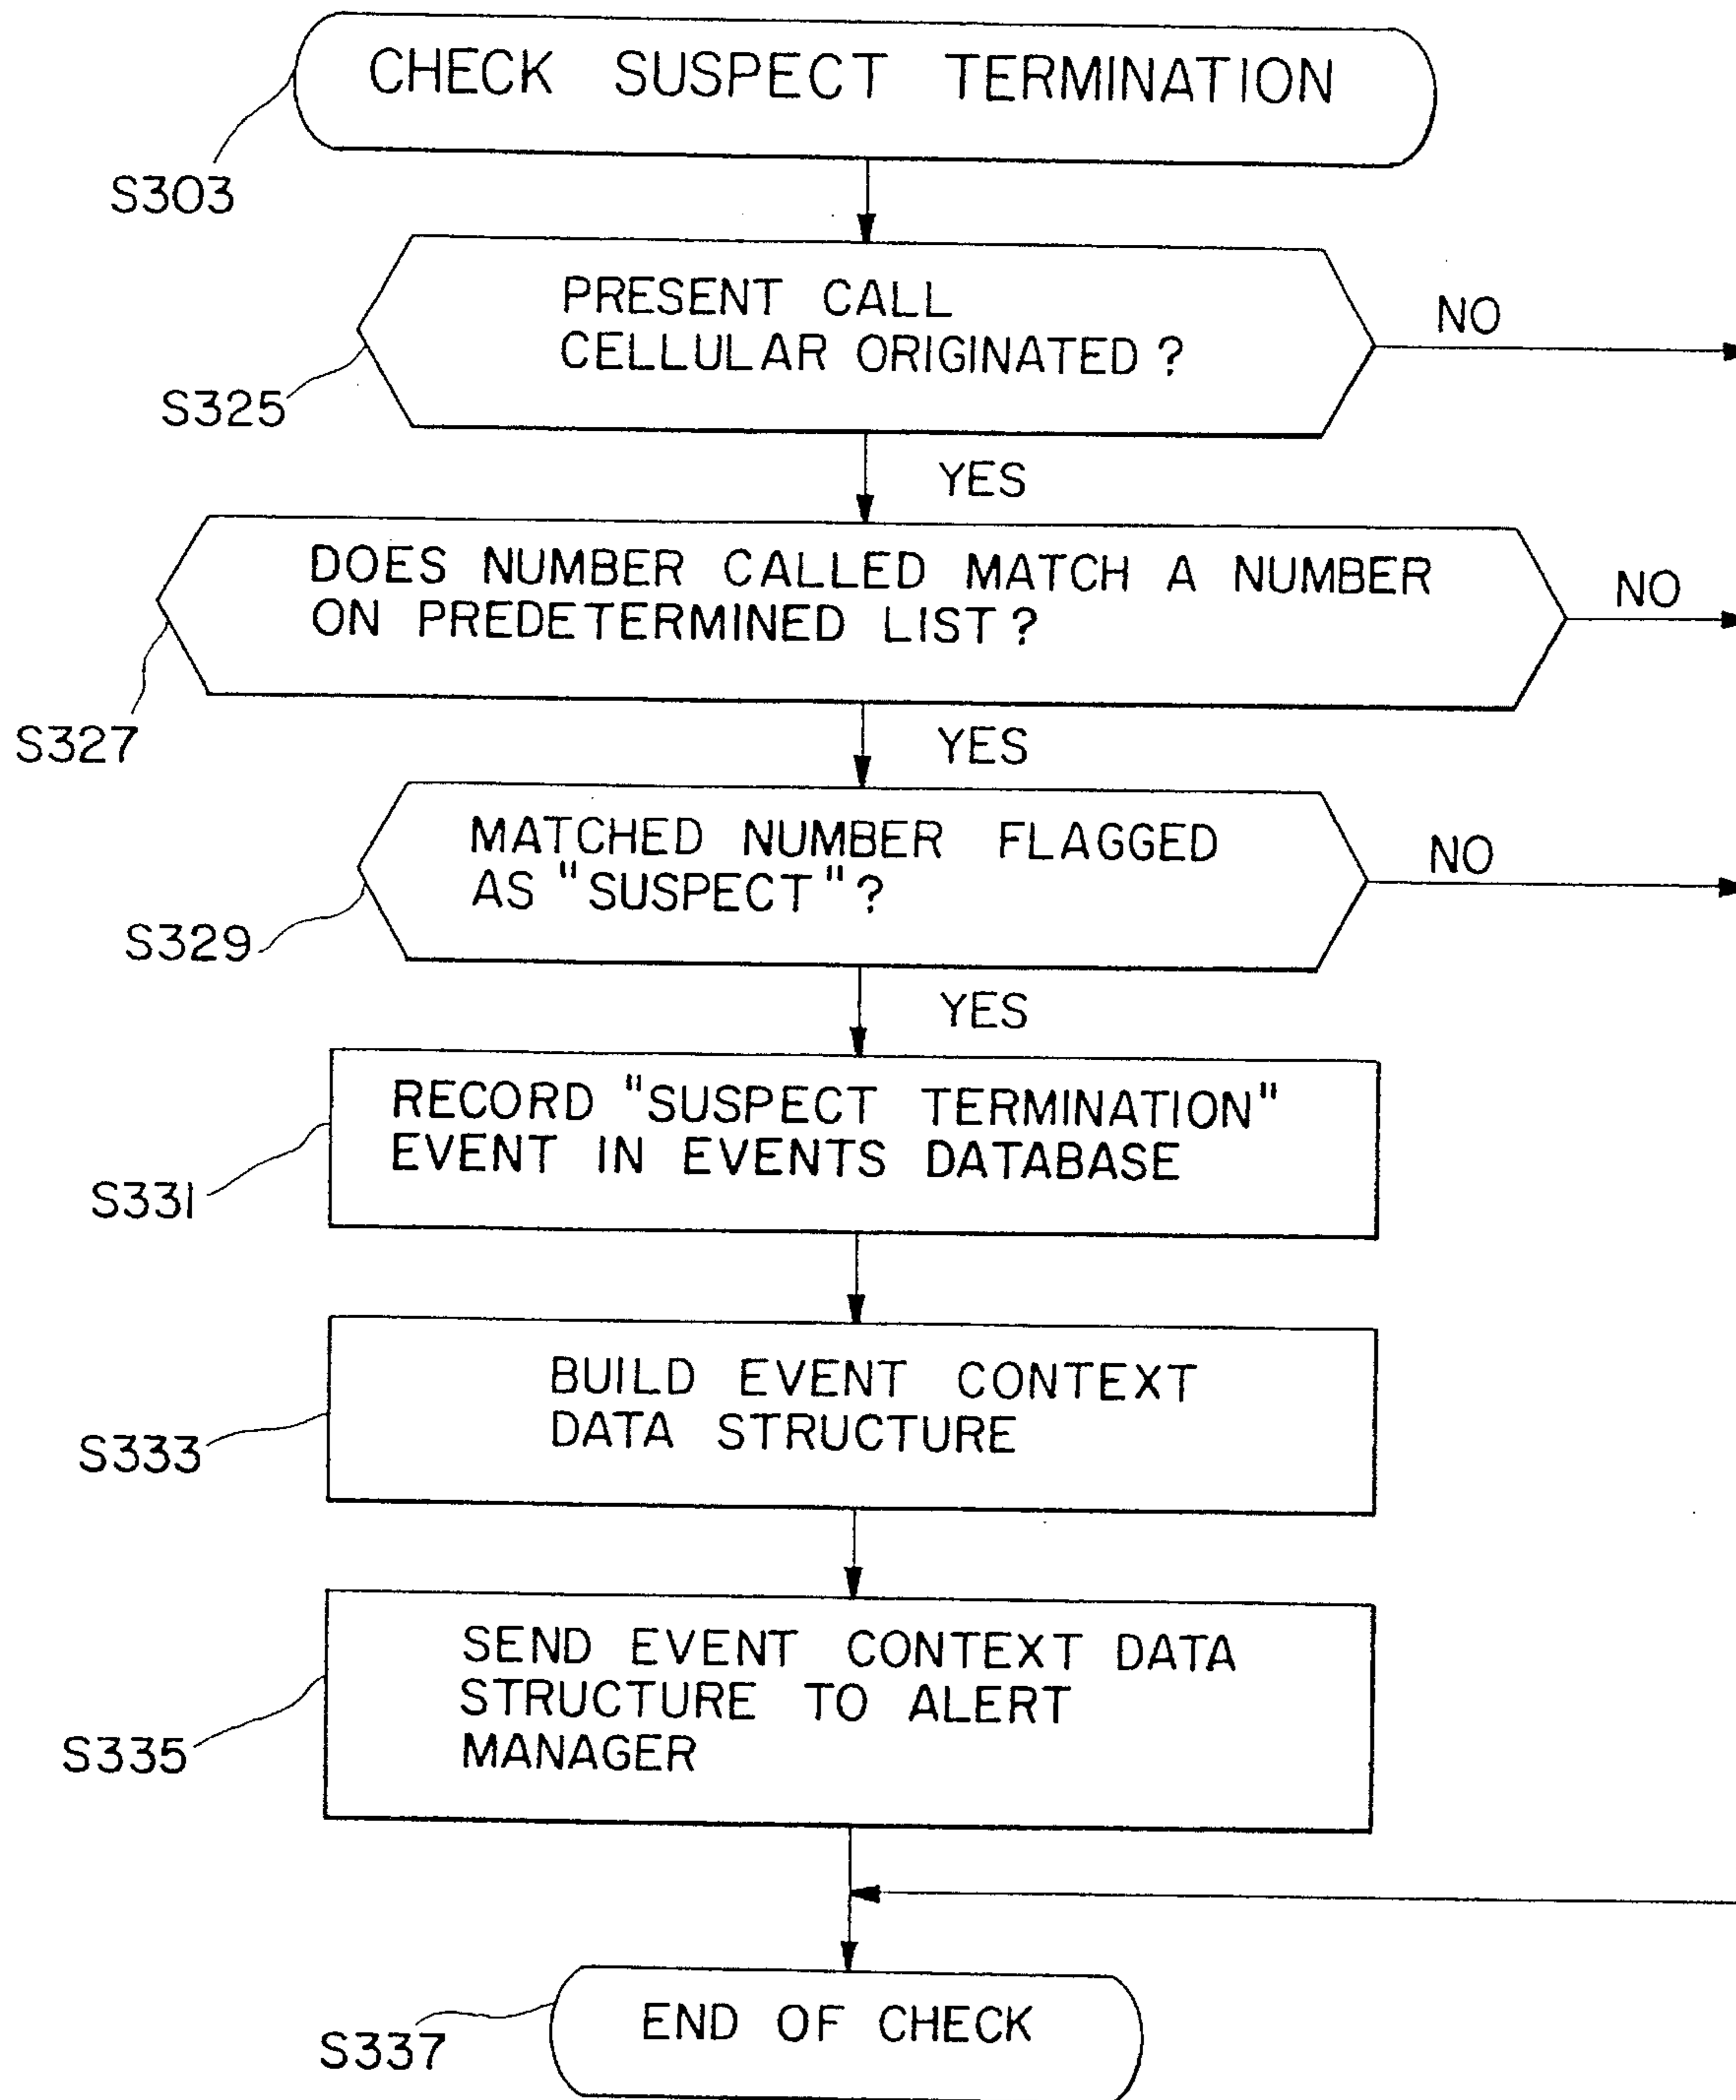 CHECK SUSPECT TERMINATION
S303
PRESENT CALL
CELLULAR ORIGINATED?
NO
S325
YES
DOES NUMBER CALLED MATCH A NUMBER
ON PREDETERMINED LIST?
NO
S327
YES
MATCHED NUMBER FLAGGED
AS "SUSPECT"?
NO
S329
YES
RECORD "SUSPECT TERMINATION"
EVENT IN EVENTS DATABASE
S331
BUILD EVENT CONTEXT
DATA STRUCTURE
S333
SEND EVENT CONTEXT DATA
STRUCTURE TO ALERT
MANAGER
S335
END OF CHECK
S337